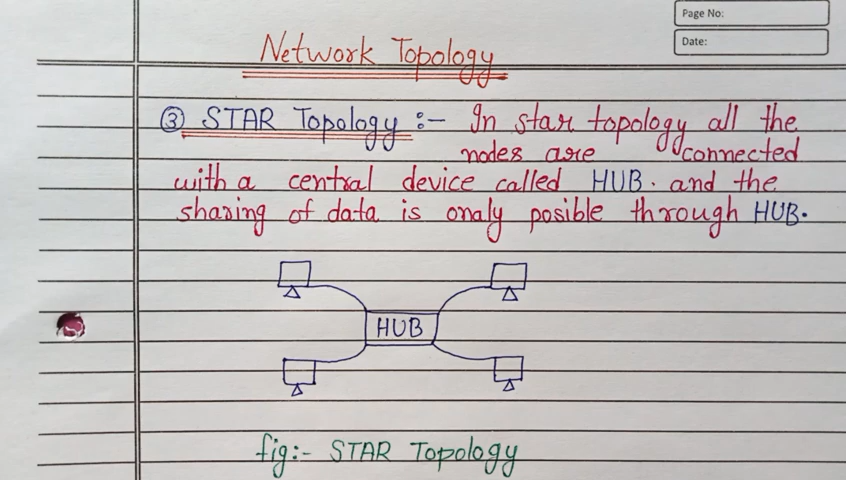 Page No:
Date:
Network Topology
③ STAR Topology :- In star topology all the
nodes are connected
with a central device called HUB. and the
sharing of data is onaly posible through HUB.
HUB
fig:- STAR Topology